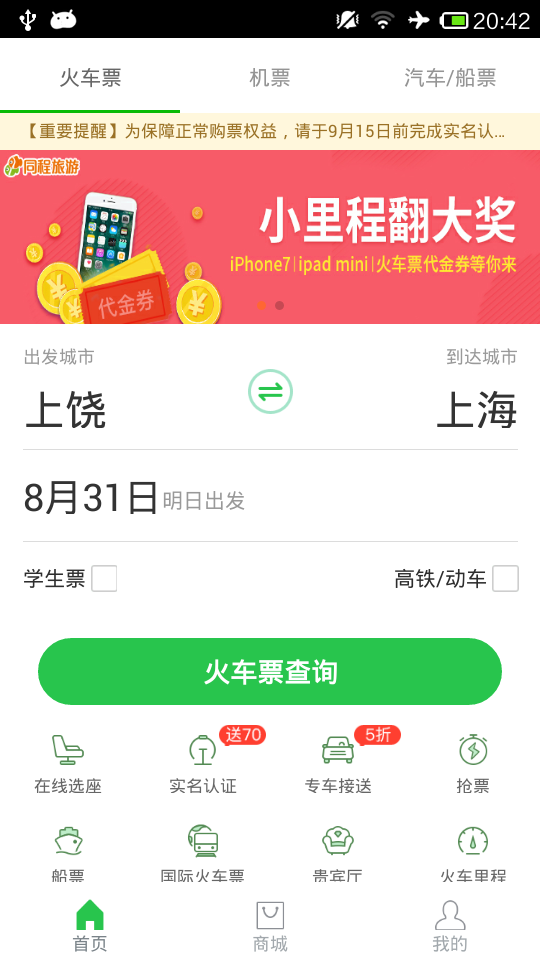 20:42
火车票
机票
汽车/船票
【重要提醒】为保障正常购票权益，请于9月15日前完成实名认...
同程旅游
小里程翻大奖
iPhone7|ipad mini|火车票代金券等你来
代金券
出发城市
到达城市
上饶
上海
8月31日明日出发
学生票
高铁/动车
火车票查询
送70
5折
在线选座
实名认证
专车接送
抢票
船票
国际火车票
贵宾厅
火车里程
首页
商城
我的